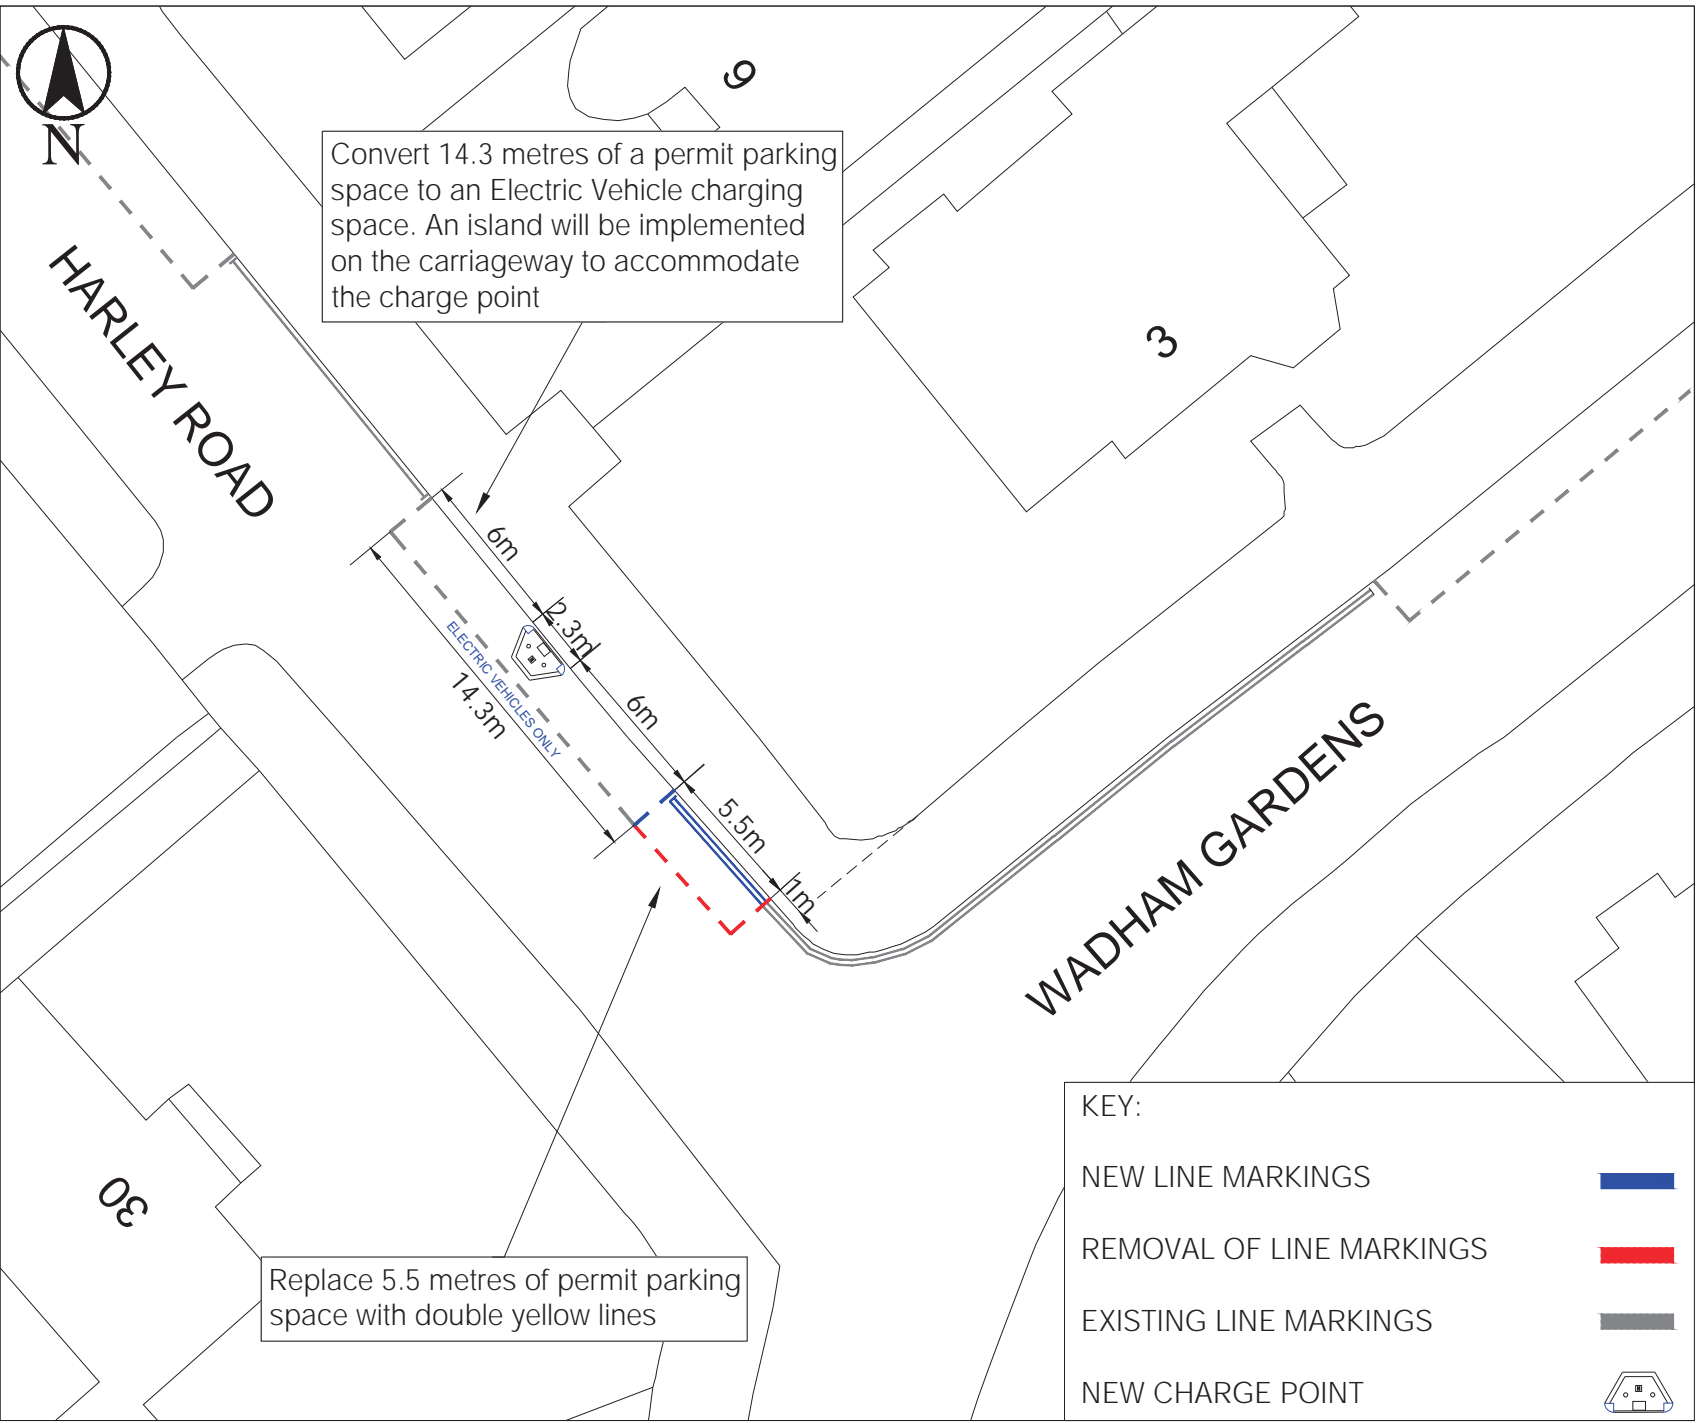 N
9
Convert 14.3 metres of a permit parking
space to an Electric Vehicle charging
space. An island will be implemented
on the carriageway to accommodate
the charge point
HARLEY ROAD
3
6m
2.3m
ELECTRIC VEHICLES ONLY
14.3m
6m
5.5m
1m
WADHAM GARDENS
30
Replace 5.5 metres of permit parking
space with double yellow lines
KEY:
NEW LINE MARKINGS
REMOVAL OF LINE MARKINGS
EXISTING LINE MARKINGS
NEW CHARGE POINT